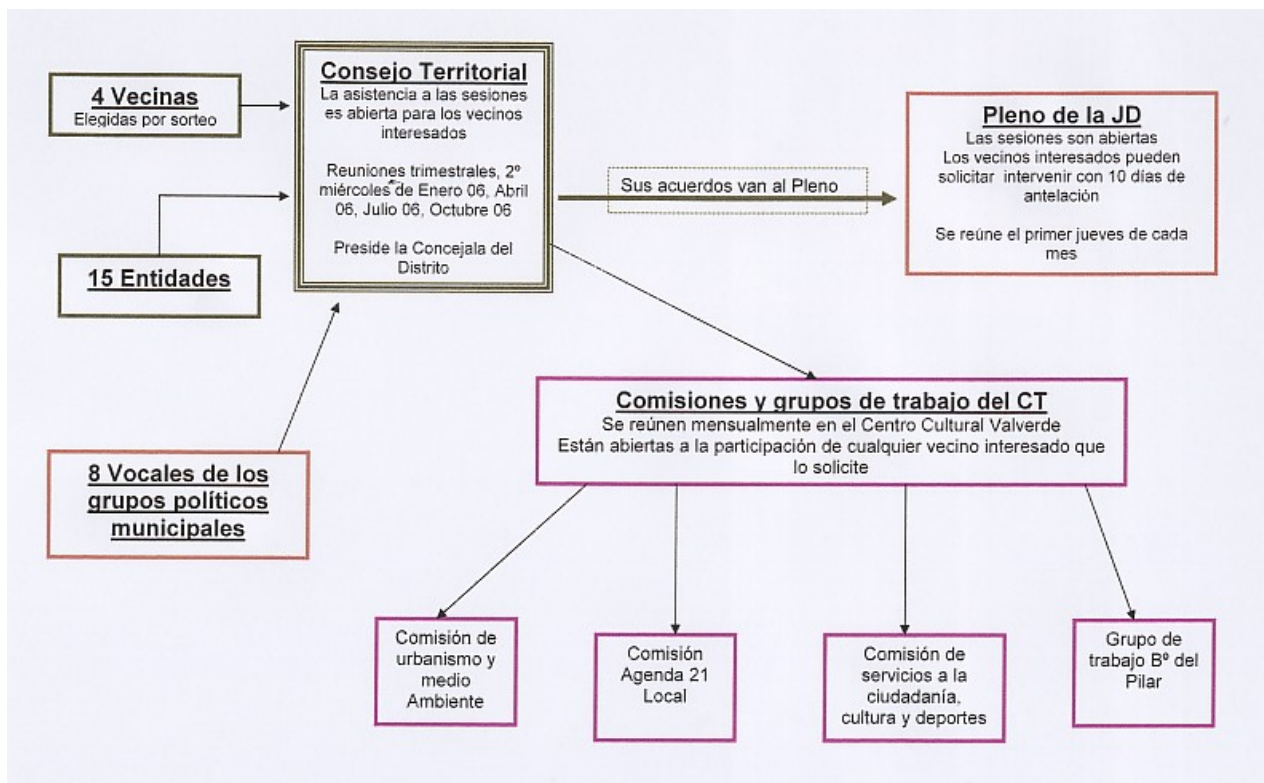 4 Vecinas
Elegidas por sorteo
15 Entidades
8 Vocales de los
grupos políticos
municipales
Consejo Territorial
La asistencia a las sesiones
es abierta para los vecinos
interesados
Reuniones trimestrales, 2º
miércoles de Enero 06, Abril
06, Julio 06, Octubre 06
Preside la Concejala del
Distrito
Sus acuerdos van al Pleno
Pleno de la JD
Las sesiones son abiertas
Los vecinos interesados pueden
solicitar intervenir con 10 días de
antelación
Se reúne el primer jueves de cada
mes
Comisiones y grupos de trabajo del CT
Se reúnen mensualmente en el Centro Cultural Valverde
Están abiertas a la participación de cualquier vecino interesado que
lo solicite
Comisión de
urbanismo y
medio
Ambiente
Comisión
Agenda 21
Local
Comisión de
servicios a la
ciudadanía,
cultura y deportes
Grupo de
trabajo Bº del
Pilar